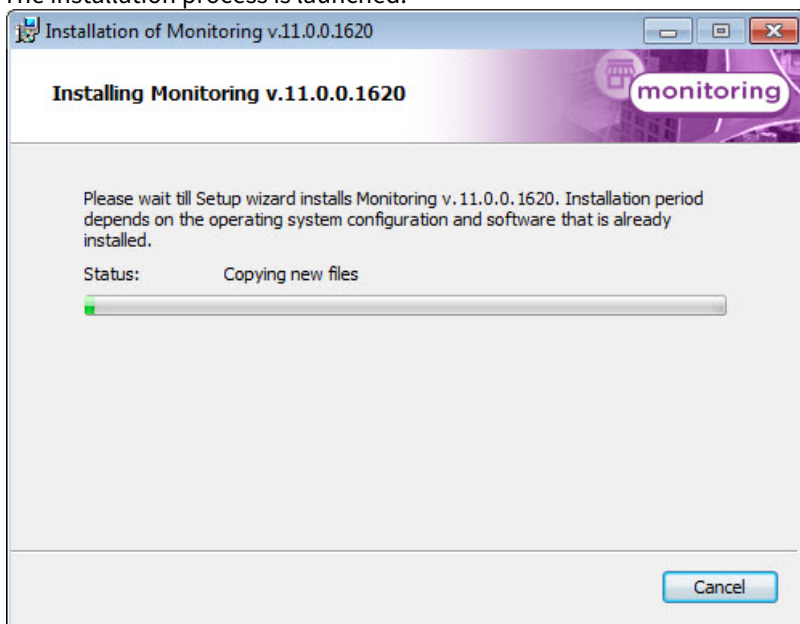 The installation process is launched.
Installation of Monitoring v.11.0.0.1620
Installing Monitoring v.11.0.0.1620
monitoring
Please wait till Setup wizard installs Monitoring v.11.0.0.1620. Installation period
depends on the operating system configuration and software that is already
installed.
Status: Copying new files
Cancel